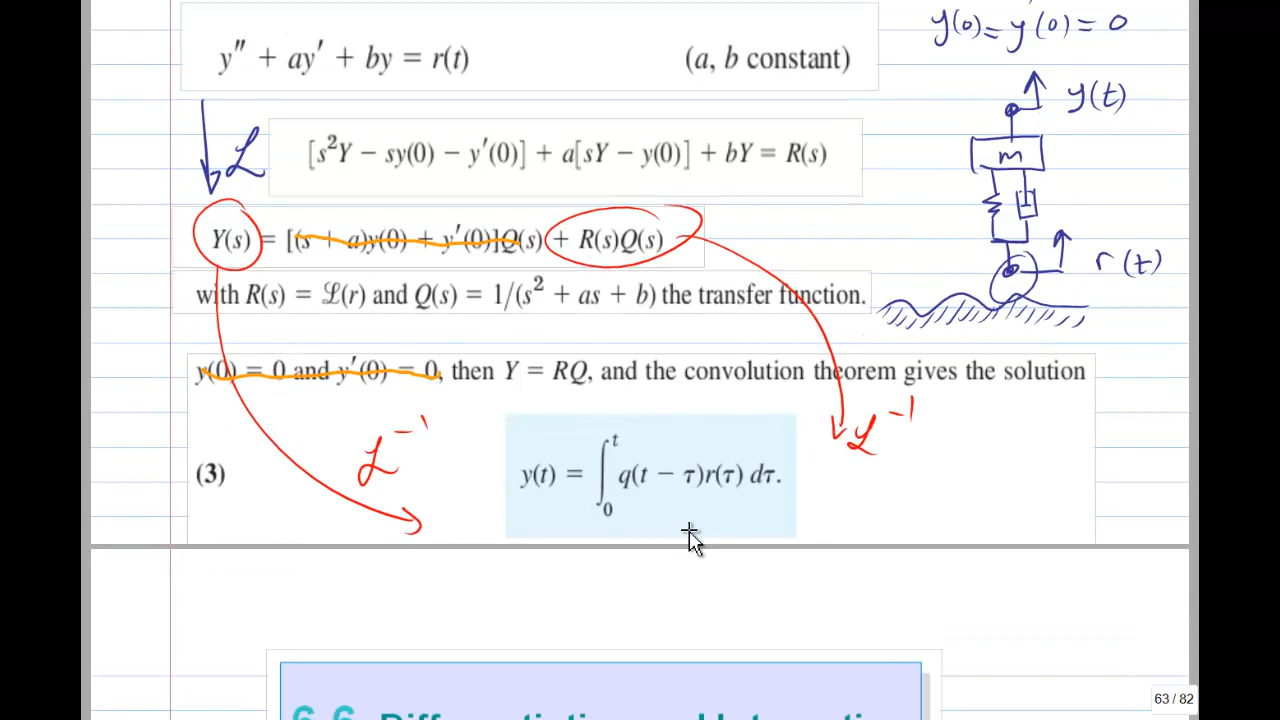 y(0) = y'(0) = 0
y″ + ay′ + by = r(t) (a, b constant)
y(t)
ℒ
[s²Y − sy(0) − y′(0)] + a[sY − y(0)] + bY = R(s)
m
Y(s) = [(s + a)y(0) + y′(0)]Q(s) + R(s)Q(s)
r(t)
with R(s) = ℒ(r) and Q(s) = 1/(s² + as + b) the transfer function.
y(0) = 0 and y′(0) = 0, then Y = RQ, and the convolution theorem gives the solution
ℒ⁻¹
ℒ⁻¹
(3) y(t) = ∫₀ᵗ q(t − τ)r(τ) dτ.
63 / 82